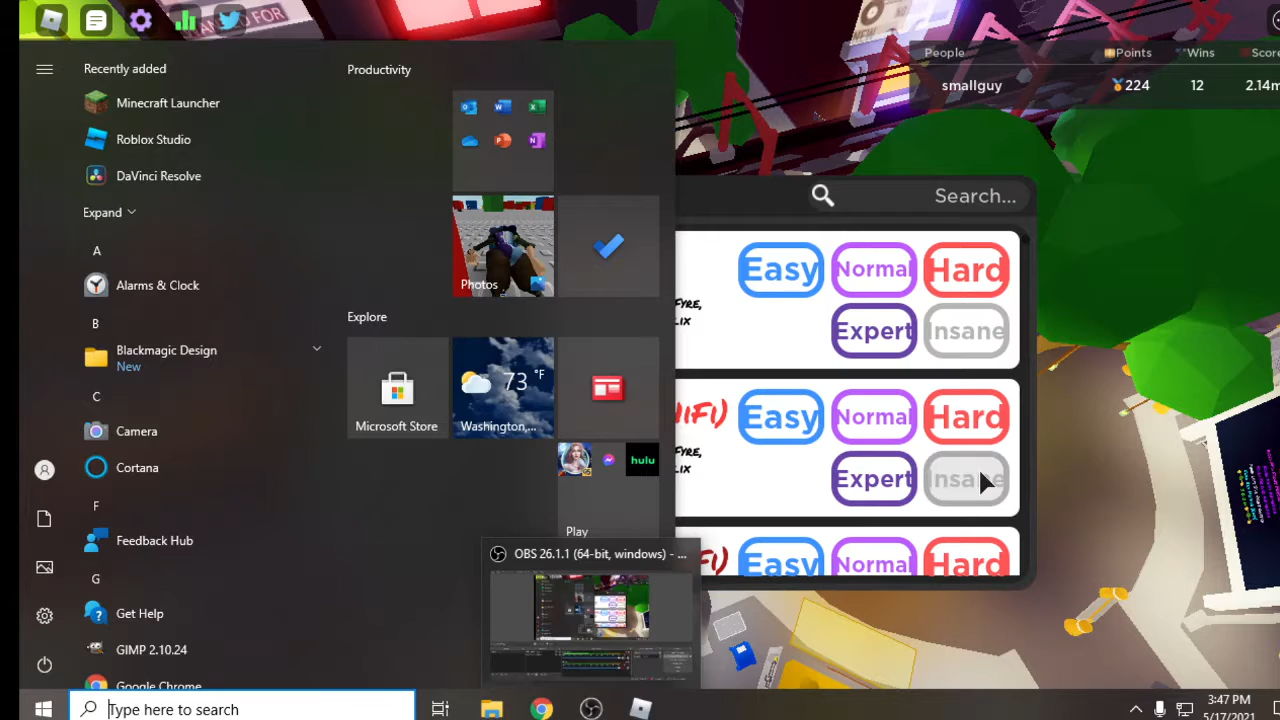 People
Points
Wins
Score
smallguy
224
12
2.14m
Recently added
Minecraft Launcher
Roblox Studio
DaVinci Resolve
Expand
A
Alarms & Clock
B
Blackmagic Design
New
C
Camera
Cortana
F
Feedback Hub
G
Get Help
GIMP 2.10.24
Google Chrome
Productivity
Photos
Explore
Microsoft Store
73 °F
Washington,...
hulu
Play
OBS 26.1.1 (64-bit, windows) - ...
Search...
Easy Normal Hard
Expert Insane
Easy Normal Hard
Expert Insane
Easy Normal Hard
Type here to search
3:47 PM
5/17/2021